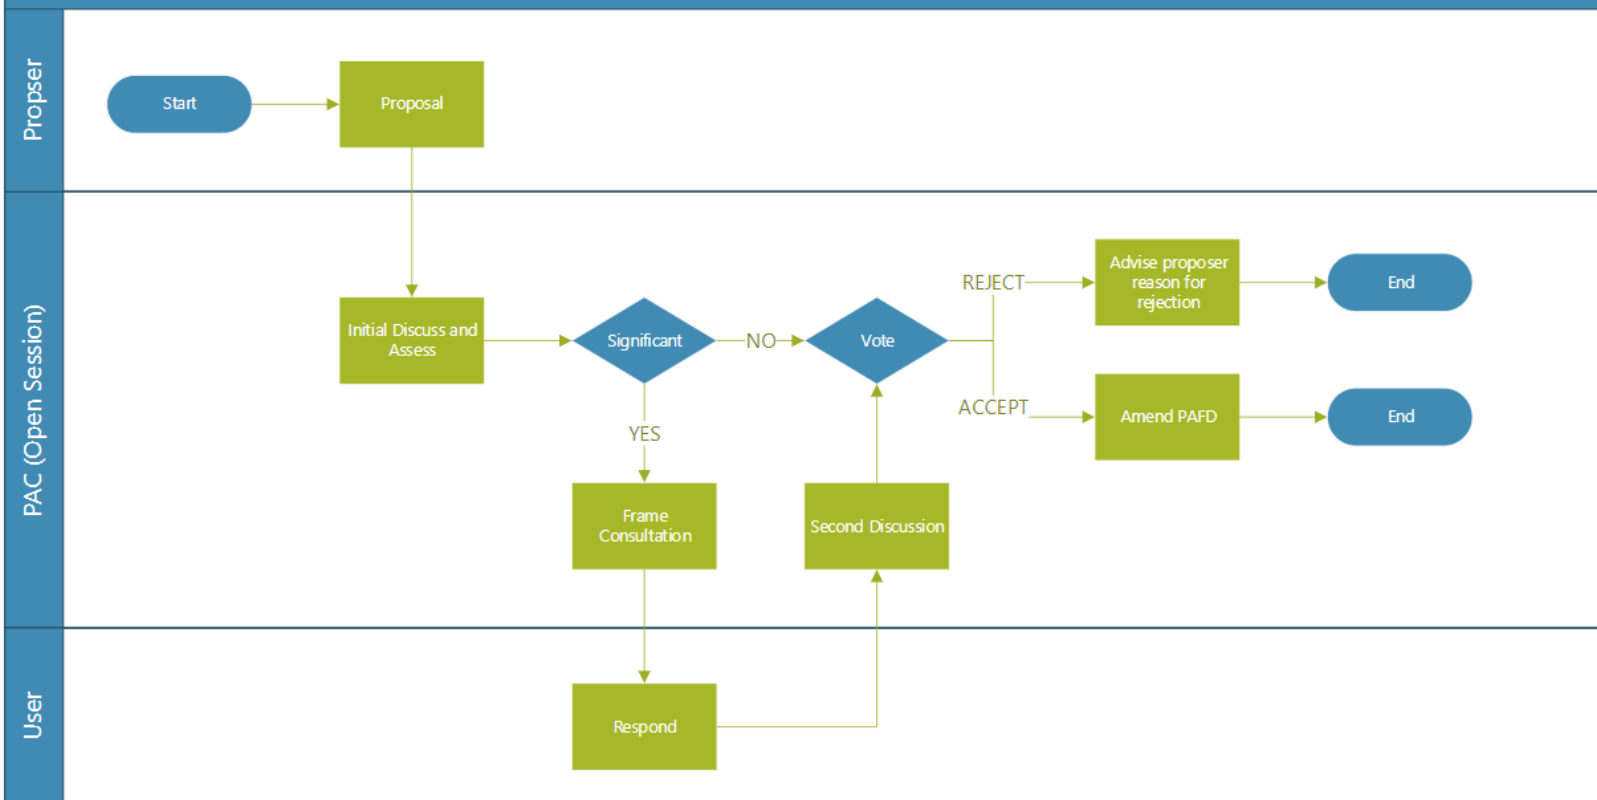 Propser
Start
Proposal
PAC (Open Session)
Initial Discuss and
Assess
Significant
NO
Vote
REJECT
Advise proposer
reason for
rejection
End
ACCEPT
Amend PAFD
End
YES
Frame
Consultation
Second Discussion
User
Respond